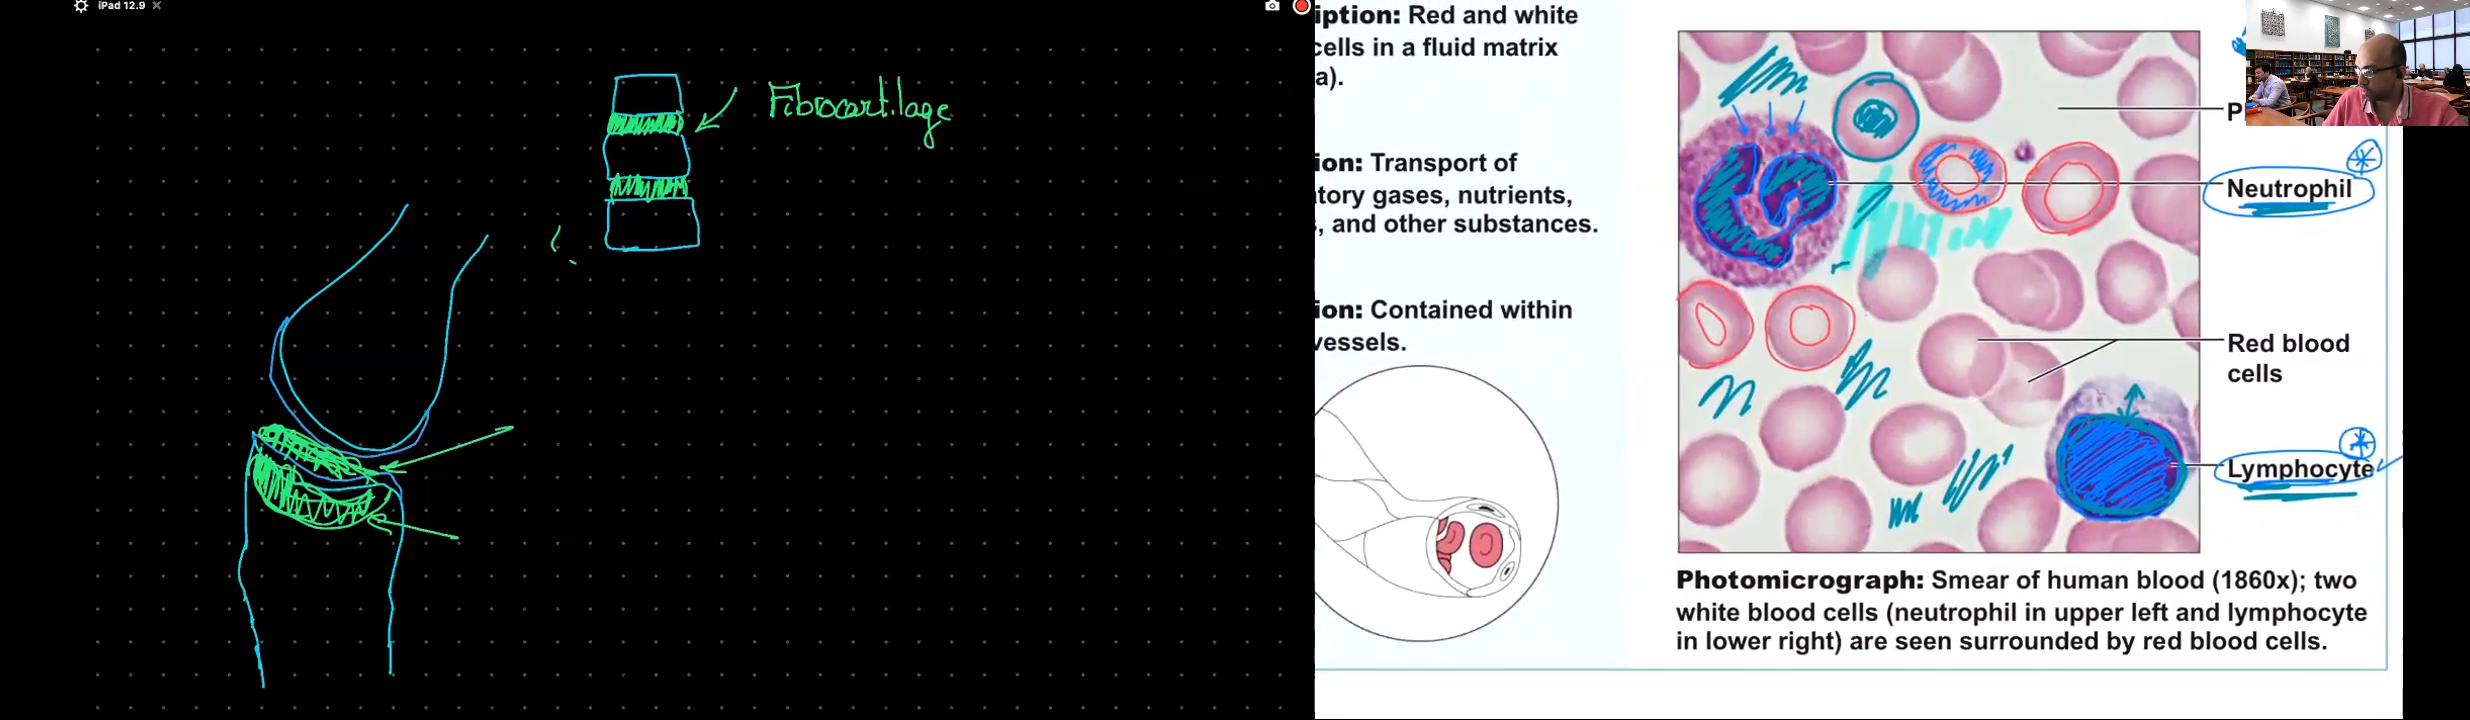 iPad 12.9
Fibrocartilage
iption: Red and white
cells in a fluid matrix
a).
ion: Transport of
tory gases, nutrients,
, and other substances.
ion: Contained within
vessels.
P
Neutrophil
Red blood
cells
Lymphocyte
Photomicrograph: Smear of human blood (1860x); two
white blood cells (neutrophil in upper left and lymphocyte
in lower right) are seen surrounded by red blood cells.